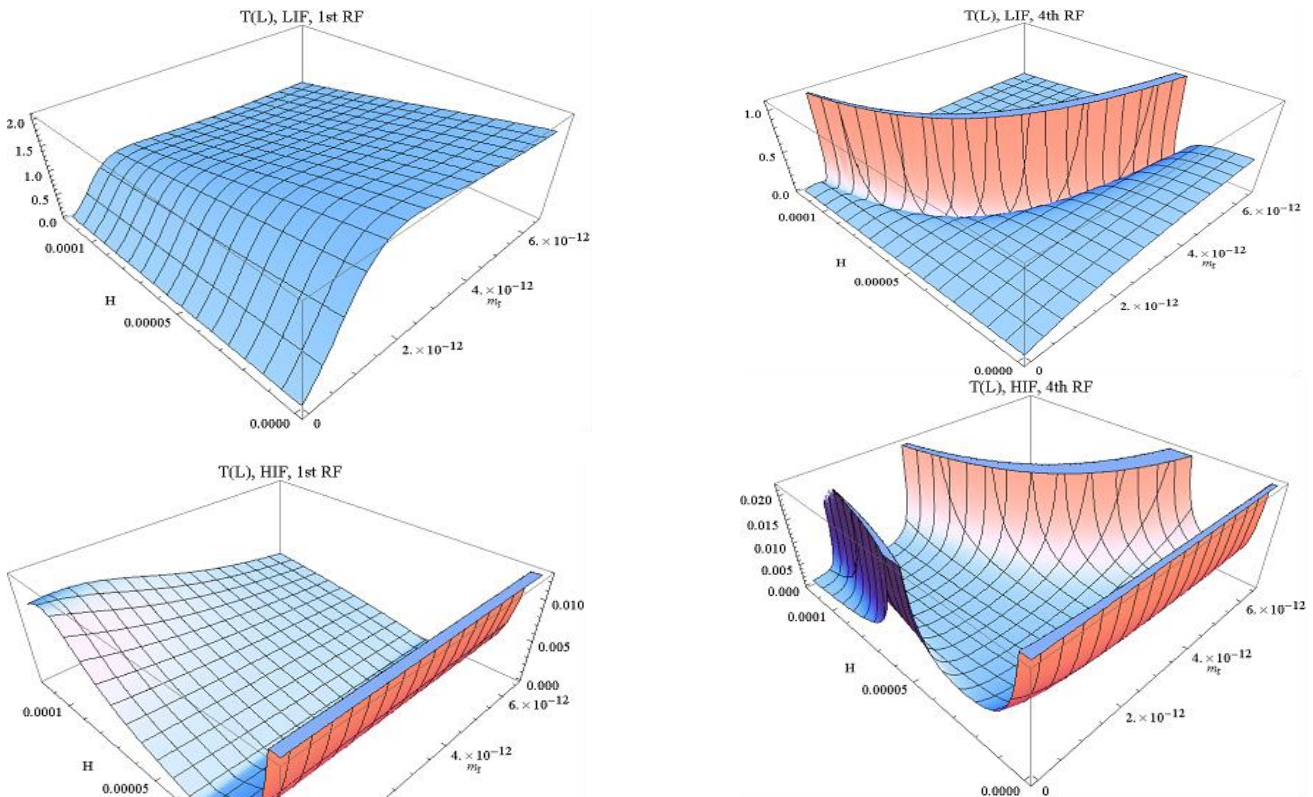 T(L), LIF, 1st RF
2.0
1.5
1.0
0.5
0.0
0.0001
H
0.00005
0.0000
0
2. × 10−12
4. × 10−12
mf
6. × 10−12
T(L), LIF, 4th RF
1.0
0.5
0.0
0.0001
H
0.00005
0.0000
0
2. × 10−12
4. × 10−12
mf
6. × 10−12
T(L), HIF, 1st RF
0.010
0.005
0.000
6. × 10−12
4. × 10−12
mf
0.0001
H
0.00005
T(L), HIF, 4th RF
0.020
0.015
0.010
0.005
0.000
0.0001
H
0.00005
0.0000
0
2. × 10−12
4. × 10−12
mf
6. × 10−12